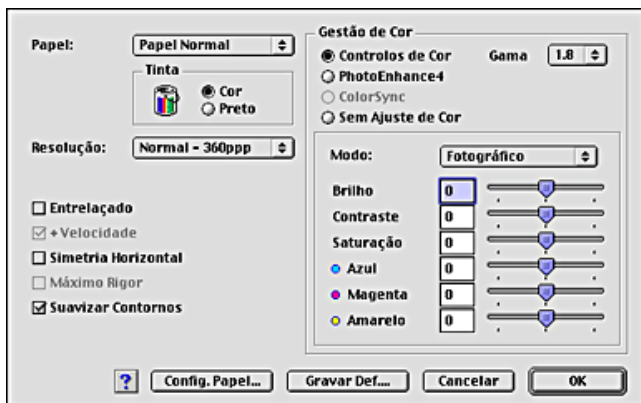 Papel:
Papel Normal
Tinta
Cor
Preto
Resolução:
Normal - 360ppp
Entrelaçado
+ Velocidade
Simetria Horizontal
Máximo Rigor
Suavizar Contornos
Gestão de Cor
Controlos de Cor
Gama
1.8
PhotoEnhance4
ColorSync
Sem Ajuste de Cor
Modo:
Fotográfico
Brilho 0
Contraste 0
Saturação 0
Azul 0
Magenta 0
Amarelo 0
?
Config. Papel...
Gravar Def....
Cancelar
OK